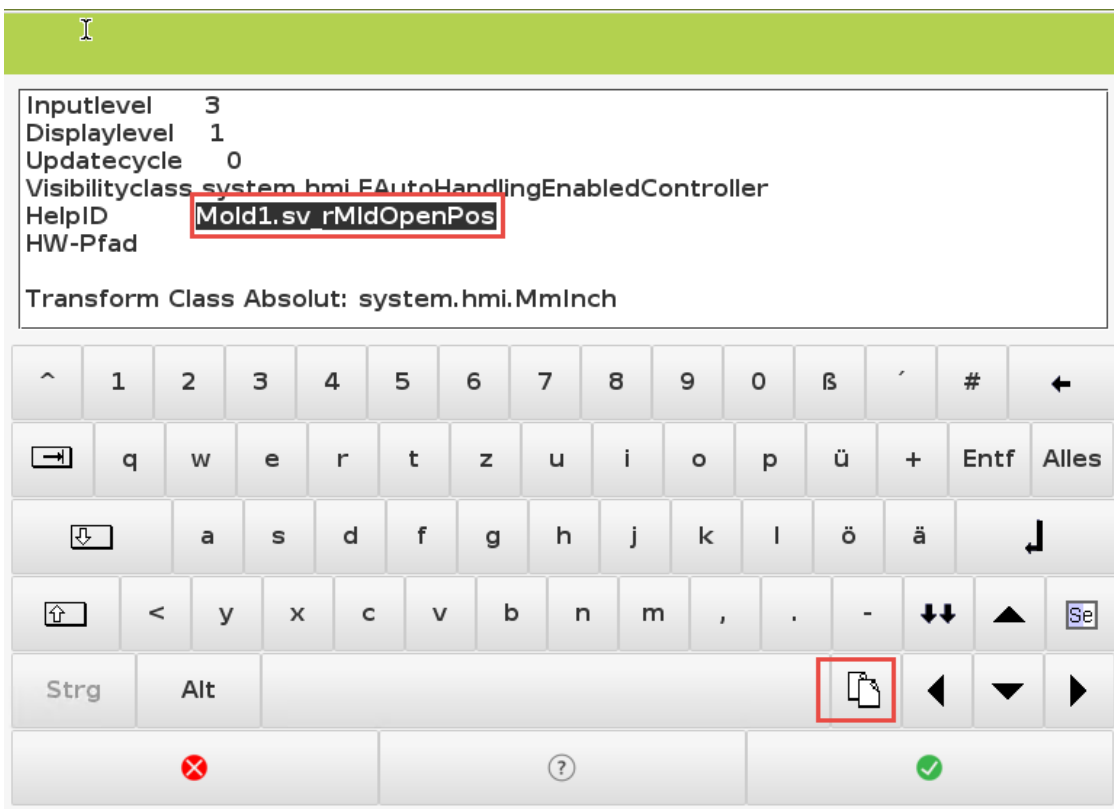 Inputlevel 3
Displaylevel 1
Updatecycle 0
Visibilityclass system.hmi.EAutoHandlingEnabledController
HelpID Mold1.sv_rMldOpenPos
HW-Pfad
Transform Class Absolut: system.hmi.MmInch
^ 1 2 3 4 5 6 7 8 9 0 ß ´ #
q w e r t z u i o p ü + Entf Alles
a s d f g h j k l ö ä
< y x c v b n m , . - Se
Strg Alt
?